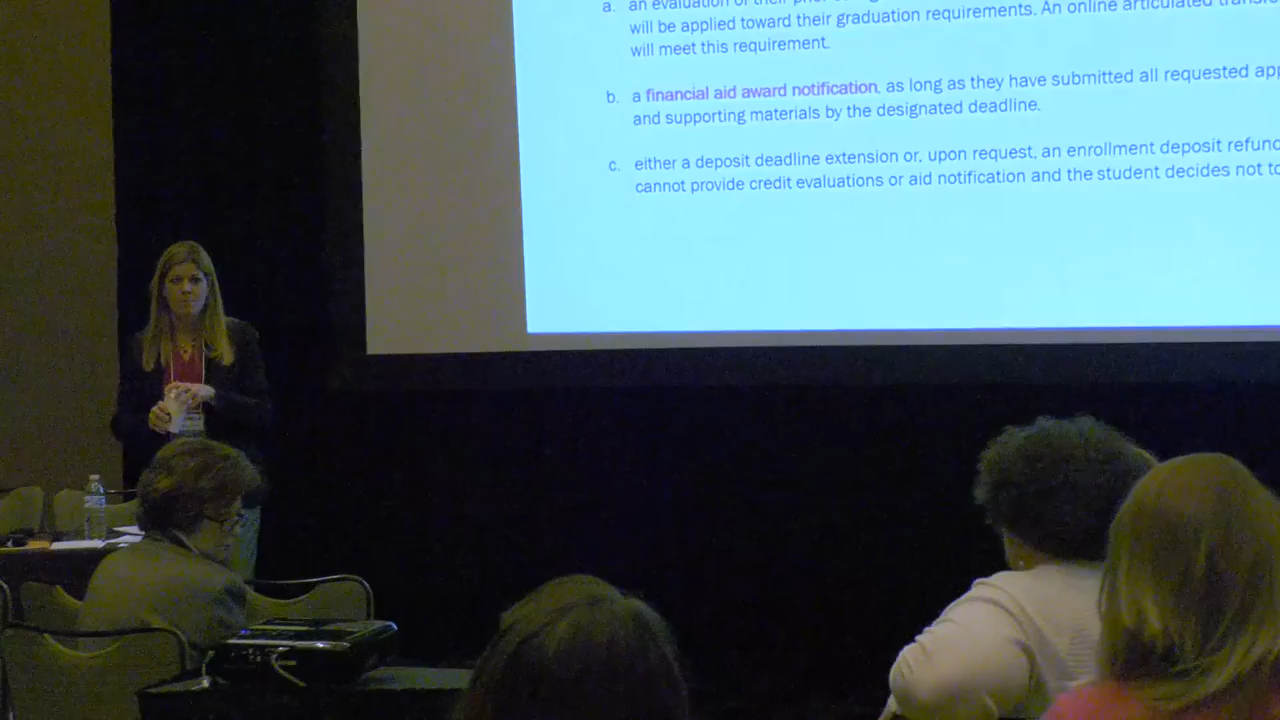 a. an evaluation of their
will be applied toward their graduation requirements. An online articulated
will meet this requirement.
b. a financial aid award notification, as long as they have submitted all requested
and supporting materials by the designated deadline.
c. either a deposit deadline extension or, upon request, an enrollment deposit
cannot provide credit evaluations or aid notification and the student decides not to